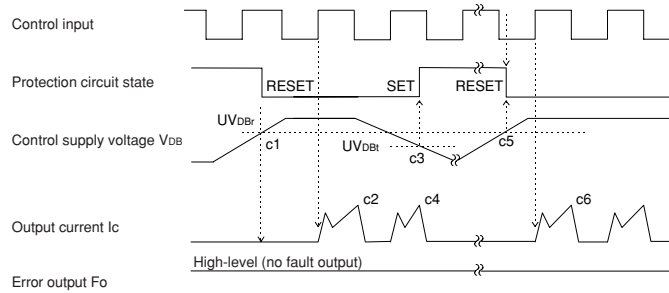 Control input
Protection circuit state
RESET
SET
RESET
UVDBr
Control supply voltage VDB
c1
UVDBt
c3
c5
Output current Ic
c2
c4
c6
High-level (no fault output)
Error output Fo